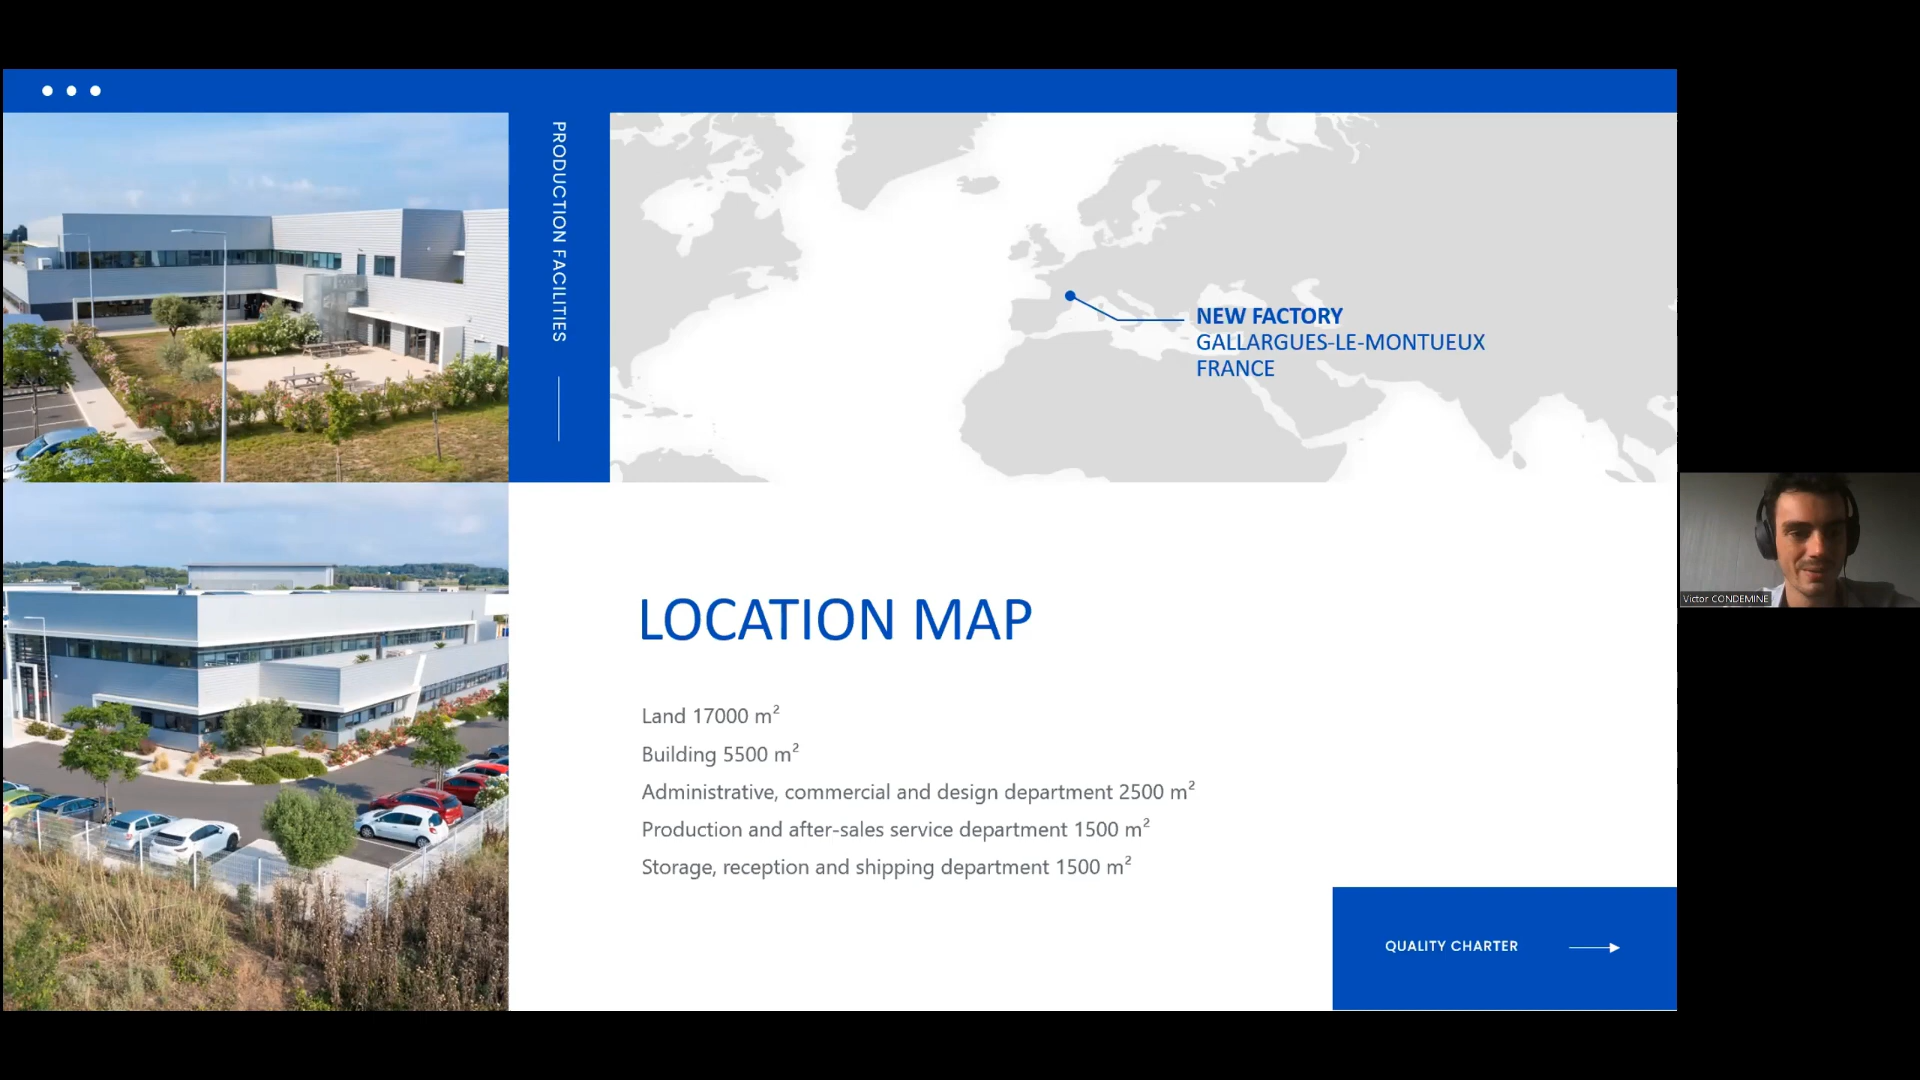 PRODUCTION FACILITIES
NEW FACTORY
GALLARGUES-LE-MONTUEUX
FRANCE
LOCATION MAP
Land 17000 m²
Building 5500 m²
Administrative, commercial and design department 2500 m²
Production and after-sales service department 1500 m²
Storage, reception and shipping department 1500 m²
QUALITY CHARTER
Victor CONDEMINE